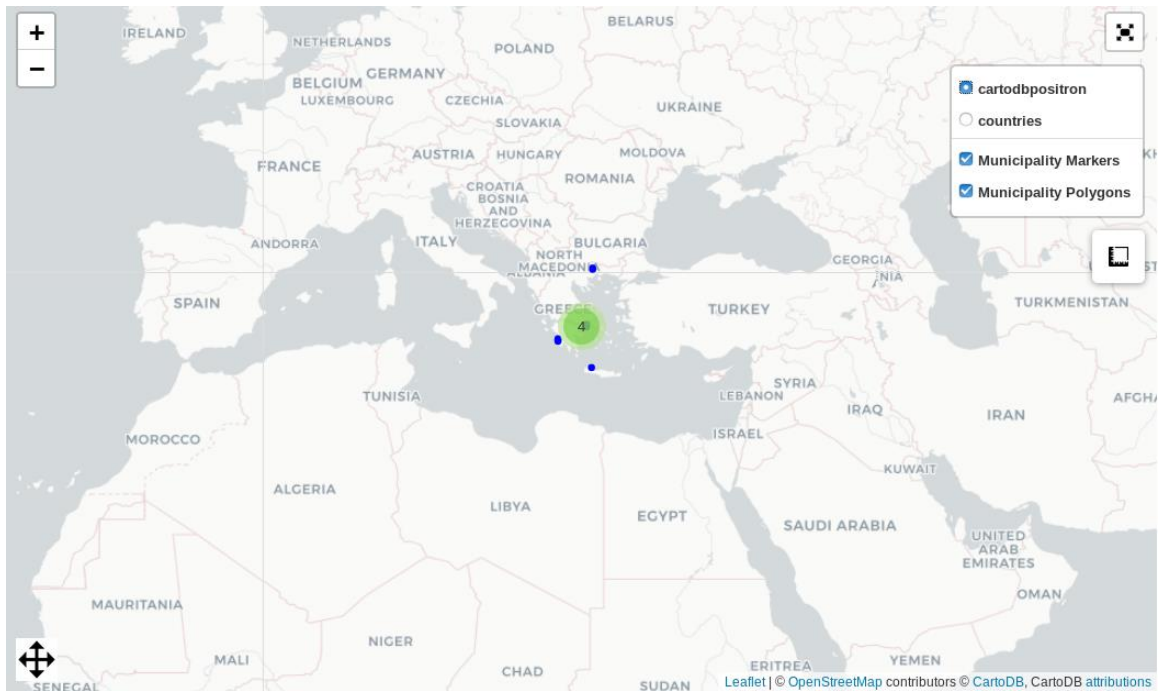 +
−
IRELAND
BELARUS
NETHERLANDS
POLAND
GERMANY
BELGIUM
LUXEMBOURG
CZECHIA
UKRAINE
SLOVAKIA
AUSTRIA
HUNGARY
MOLDOVA
FRANCE
ROMANIA
CROATIA
BOSNIA
AND
HERZEGOVINA
ANDORRA
ITALY
BULGARIA
NORTH
MACEDONIA
ALBANIA
GEORGIA
SPAIN
GREECE
TURKEY
TURKMENISTAN
4
TUNISIA
SYRIA
LEBANON
IRAQ
IRAN
MOROCCO
ISRAEL
KUWAIT
ALGERIA
LIBYA
EGYPT
SAUDI ARABIA
UNITED
ARAB
EMIRATES
OMAN
MAURITANIA
NIGER
MALI
CHAD
ERITREA
YEMEN
SENEGAL
SUDAN
cartodbpositron
countries
Municipality Markers
Municipality Polygons
Leaflet | © OpenStreetMap contributors © CartoDB, CartoDB attributions